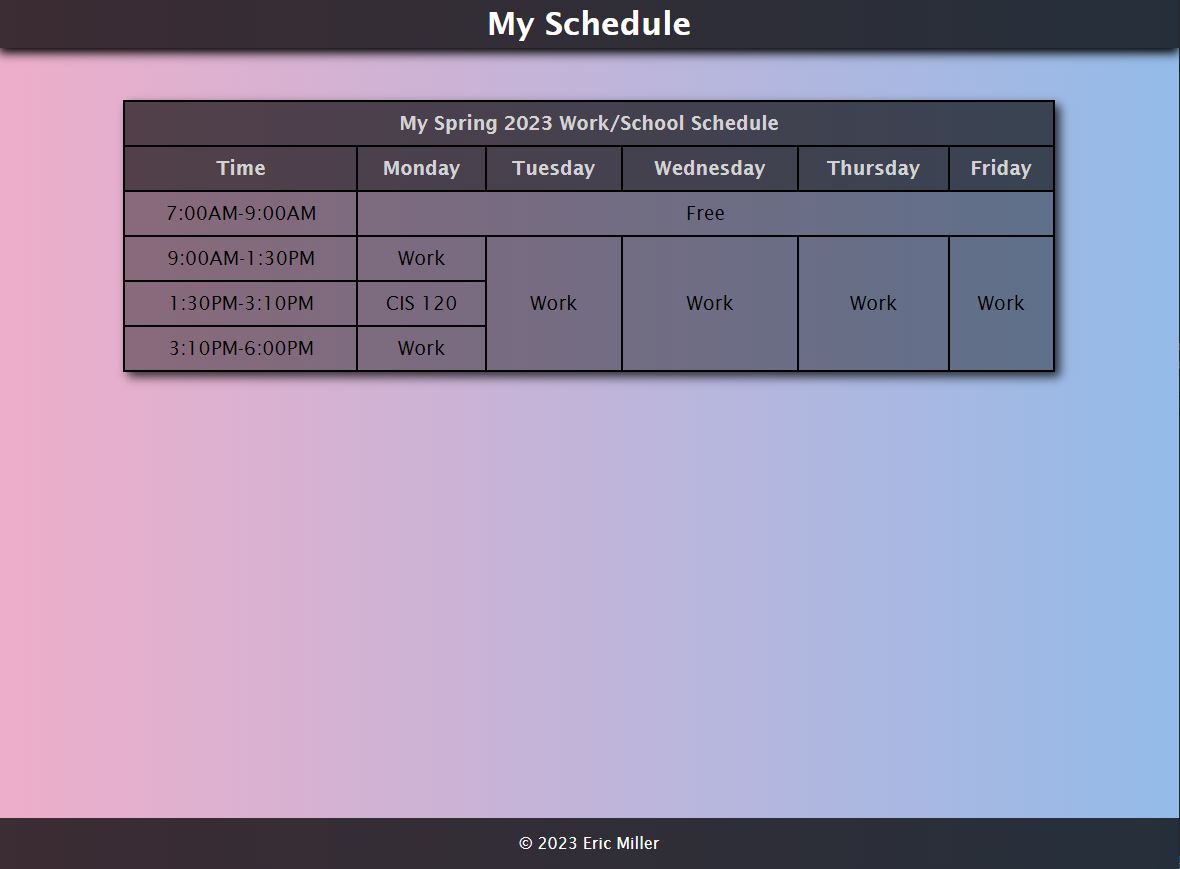 My Schedule
My Spring 2023 Work/School Schedule
Time Monday Tuesday Wednesday Thursday Friday
7:00AM-9:00AM Free
9:00AM-1:30PM Work
1:30PM-3:10PM CIS 120 Work Work Work Work
3:10PM-6:00PM Work
© 2023 Eric Miller